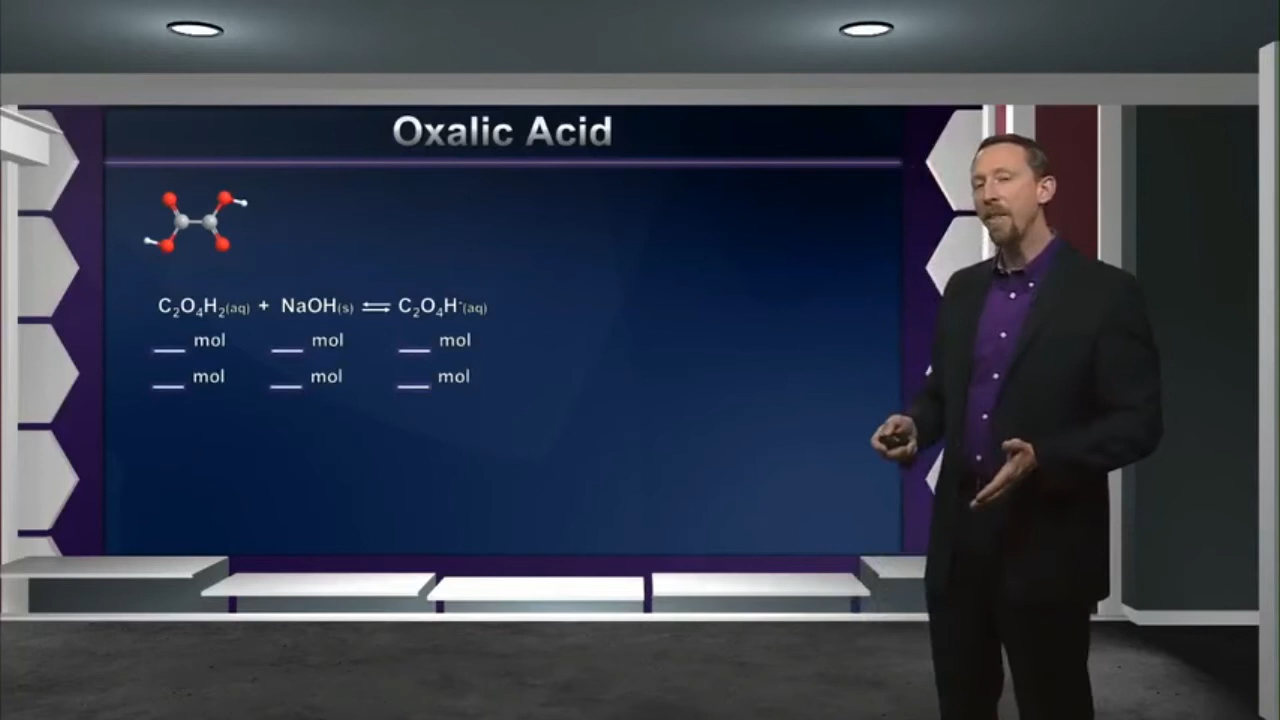 Oxalic Acid
C₂O₄H₂(aq) + NaOH(s) ⇌ C₂O₄H⁻(aq)
___ mol ___ mol ___ mol
___ mol ___ mol ___ mol